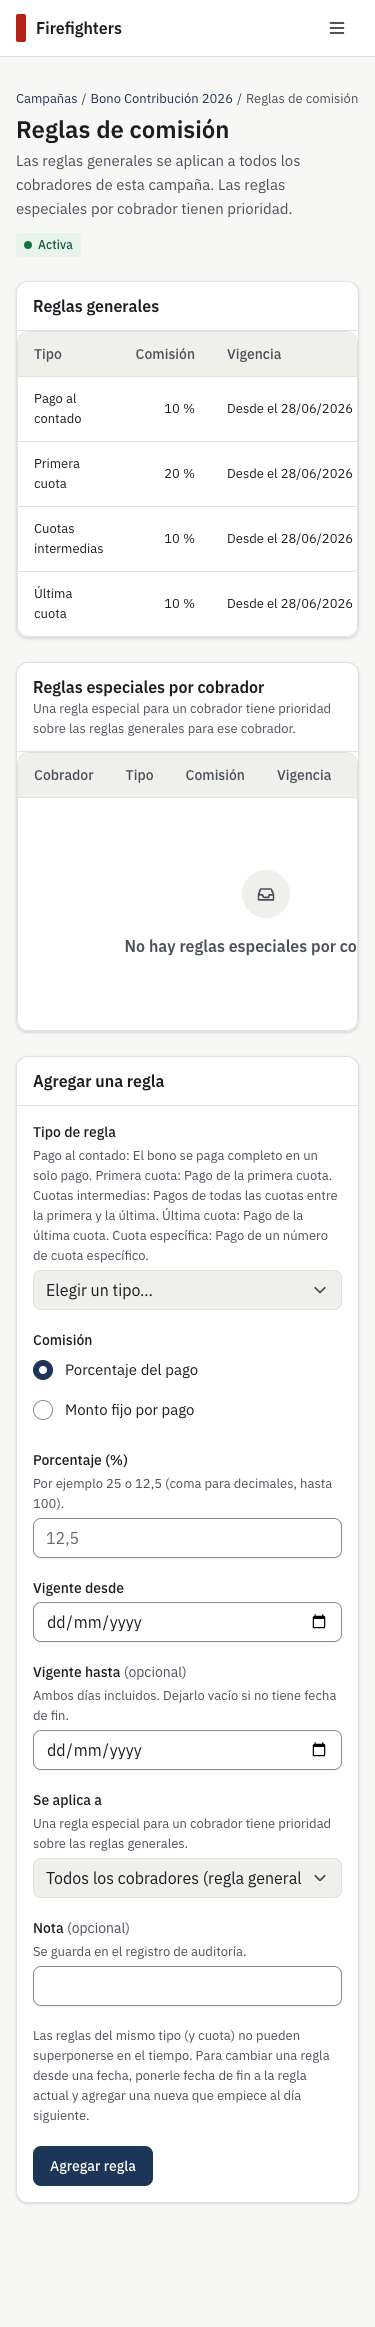 Firefighters
Campañas / Bono Contribución 2026 / Reglas de comisión
Reglas de comisión
Las reglas generales se aplican a todos los
cobradores de esta campaña. Las reglas
especiales por cobrador tienen prioridad.
Activa
Reglas generales
Tipo Comisión Vigencia
Pago al
contado
10 % Desde el 28/06/2026
Primera
cuota
20 % Desde el 28/06/2026
Cuotas
intermedias
10 % Desde el 28/06/2026
Última
cuota
10 % Desde el 28/06/2026
Reglas especiales por cobrador
Una regla especial para un cobrador tiene prioridad
sobre las reglas generales para ese cobrador.
Cobrador Tipo Comisión Vigencia
No hay reglas especiales por co
Agregar una regla
Tipo de regla
Pago al contado: El bono se paga completo en un
solo pago. Primera cuota: Pago de la primera cuota.
Cuotas intermedias: Pagos de todas las cuotas entre
la primera y la última. Última cuota: Pago de la
última cuota. Cuota específica: Pago de un número
de cuota específico.
Elegir un tipo...
Comisión
Porcentaje del pago
Monto fijo por pago
Porcentaje (%)
Por ejemplo 25 o 12,5 (coma para decimales, hasta
100).
12,5
Vigente desde
dd/mm/yyyy
Vigente hasta (opcional)
Ambos días incluidos. Dejarlo vacío si no tiene fecha
de fin.
dd/mm/yyyy
Se aplica a
Una regla especial para un cobrador tiene prioridad
sobre las reglas generales.
Todos los cobradores (regla general
Nota (opcional)
Se guarda en el registro de auditoría.
Las reglas del mismo tipo (y cuota) no pueden
superponerse en el tiempo. Para cambiar una regla
desde una fecha, ponerle fecha de fin a la regla
actual y agregar una nueva que empiece al día
siguiente.
Agregar regla